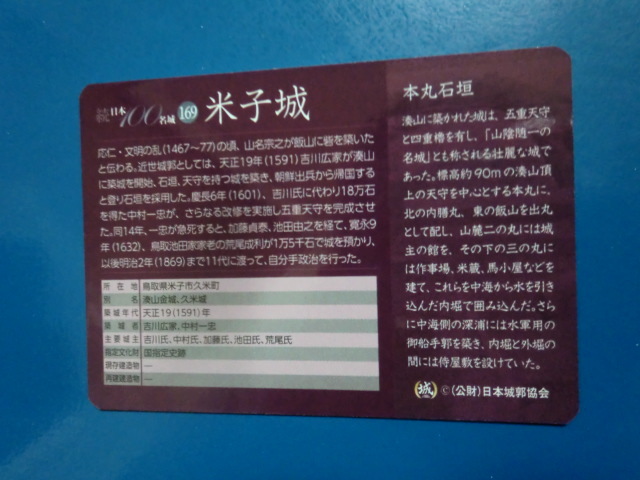 続日本100名城 169 米子城
応仁・文明の乱(1467〜77)の頃、山名宗之が飯山に砦を築いた
と伝わる。近世城郭としては、天正19年(1591)吉川広家が湊山
に築城を開始、石垣、天守を持つ城を築き、朝鮮出兵から帰国する
と登り石垣を採用した。慶長6年(1601)、吉川氏に代わり18万石
を得た中村一忠が、さらなる改修を実施し五重天守を完成させ
た。同14年、一忠が急死すると、加藤貞泰、池田由之を経て、寛永9
年(1632)、鳥取池田家家老の荒尾成利が1万5千石で城を預かり、
以後明治2年(1869)まで11代に渡って、自分手政治を行った。
所在地 鳥取県米子市久米町
別名 湊山金城、久米城
築城年代 天正19(1591)年
築城者 吉川広家、中村一忠
主要城主 吉川氏、中村氏、加藤氏、池田氏、荒尾氏
指定文化財 国指定史跡
現存建造物 ―
再建建造物 ―
本丸石垣
湊山に築かれた城は、五重天守
と四重櫓を有し、「山陰随一の
名城」とも称される壮麗な城で
あった。標高約90mの湊山頂
上の天守を中心とする本丸に、
北の内膳丸、東の飯山を出丸
として配し、山麓二の丸には城
主の館を、その下の三の丸に
は作事場、米蔵、馬小屋などを
建て、これらを中海から水を引き
込んだ内堀で囲み込んだ。さら
に中海側の深浦には水軍用の
御船手郭を築き、内堀と外堀の
間には侍屋敷を設けていた。
城 ©(公財)日本城郭協会